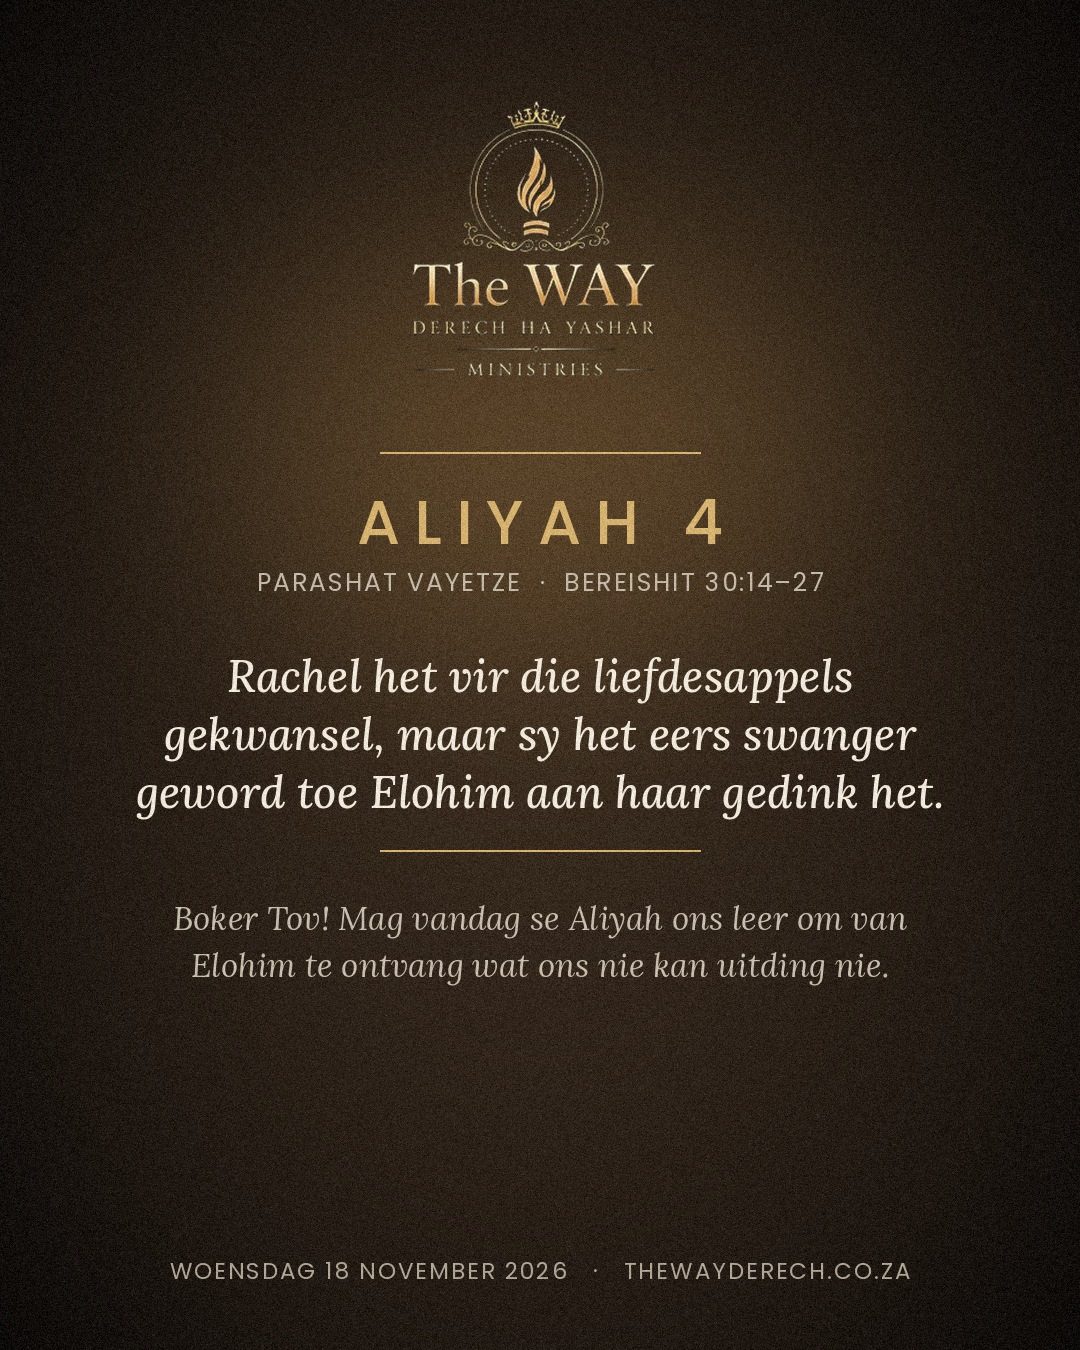 The WAY
DERECH HA YASHAR
MINISTRIES
ALIYAH 4
PARASHAT VAYETZE · BEREISHIT 30:14–27
Rachel het vir die liefdesappels
gekwansel, maar sy het eers swanger
geword toe Elohim aan haar gedink het.
Boker Tov! Mag vandag se Aliyah ons leer om van
Elohim te ontvang wat ons nie kan uitding nie.
WOENSDAG 18 NOVEMBER 2026 · THEWAYDERECH.CO.ZA